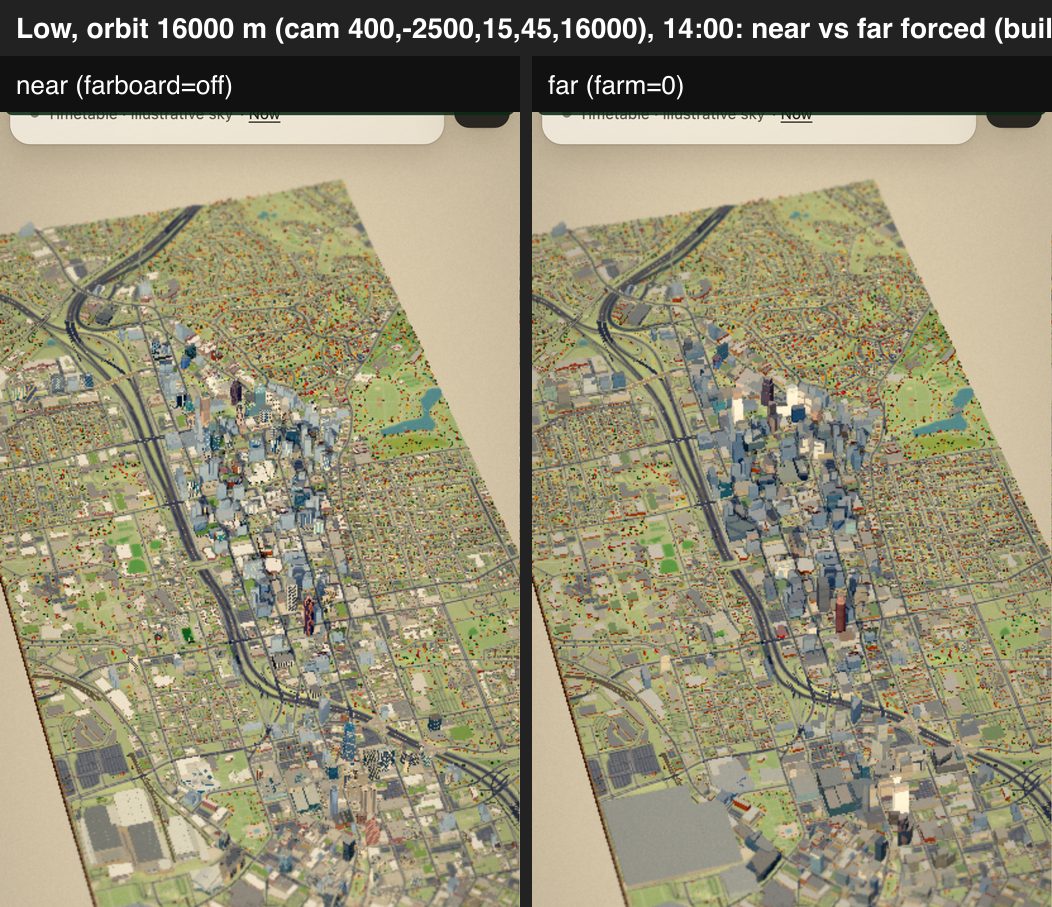 Low, orbit 16000 m (cam 400,-2500,15,45,16000), 14:00: near vs far forced (buil
near (farboard=off)
far (farm=0)
Timetable · Illustrative sky · Now
Timetable · Illustrative sky · Now